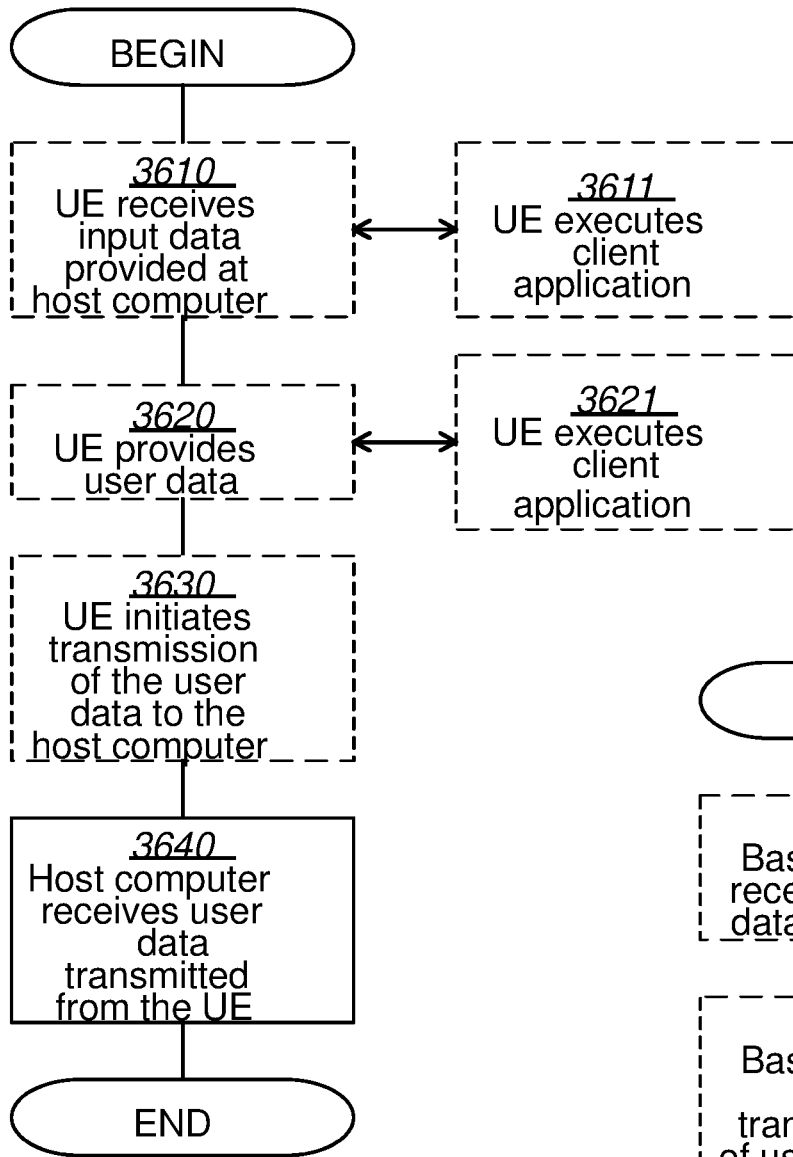 BEGIN
3610
UE receives
input data
provided at
host computer
3611
UE executes
client
application
3620
UE provides
user data
3621
UE executes
client
application
3630
UE initiates
transmission
of the user
data to the
host computer
3640
Host computer
receives user
data
transmitted
from the UE
END
data